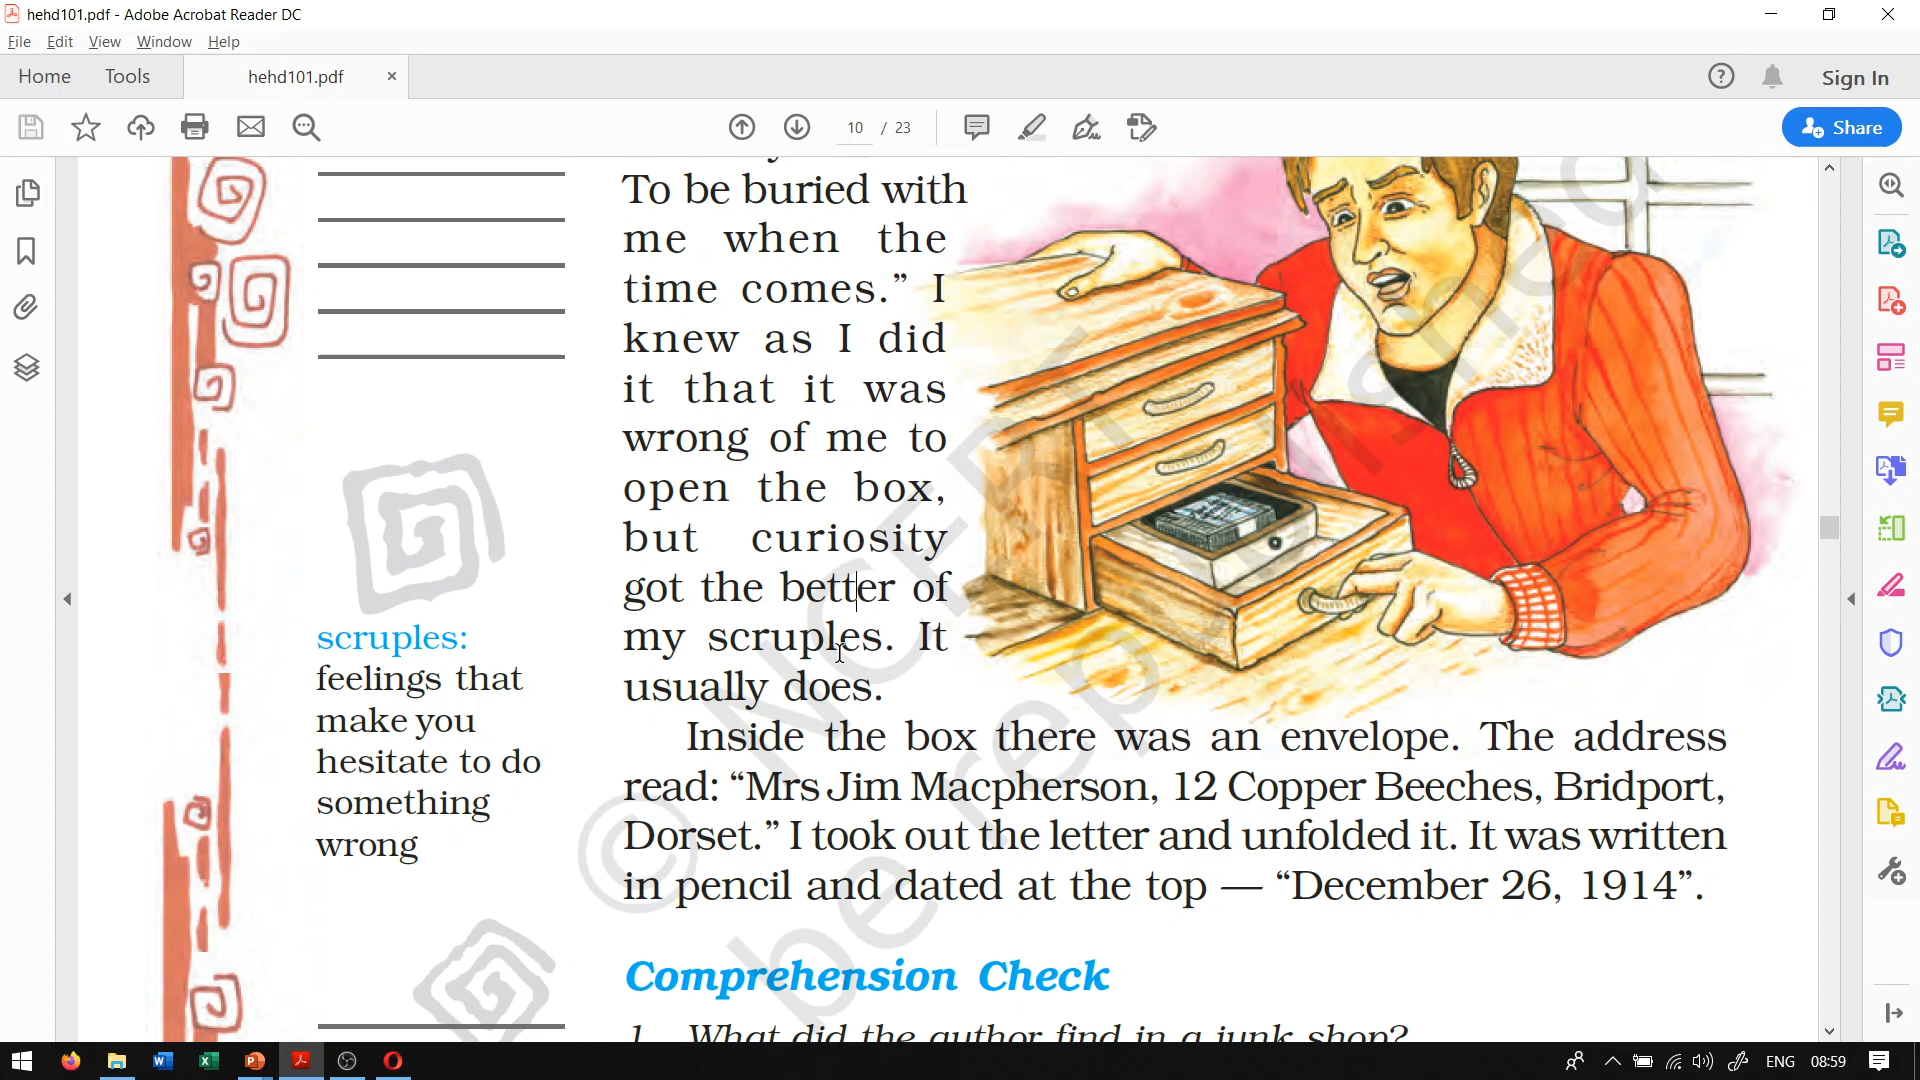 hehd101.pdf - Adobe Acrobat Reader DC
File Edit View Window Help
Home Tools hehd101.pdf × Sign In
10 / 23 Share
To be buried with
me when the
time comes.” I
knew as I did
it that it was
wrong of me to
open the box,
but curiosity
got the better of
my scruples. It
usually does.
scruples:
feelings that
make you
hesitate to do
something
wrong
Inside the box there was an envelope. The address
read: “Mrs Jim Macpherson, 12 Copper Beeches, Bridport,
Dorset.” I took out the letter and unfolded it. It was written
in pencil and dated at the top — “December 26, 1914”.
Comprehension Check
1. What did the author find in a junk shop?
© NCERT
be republished
ENG 08:59